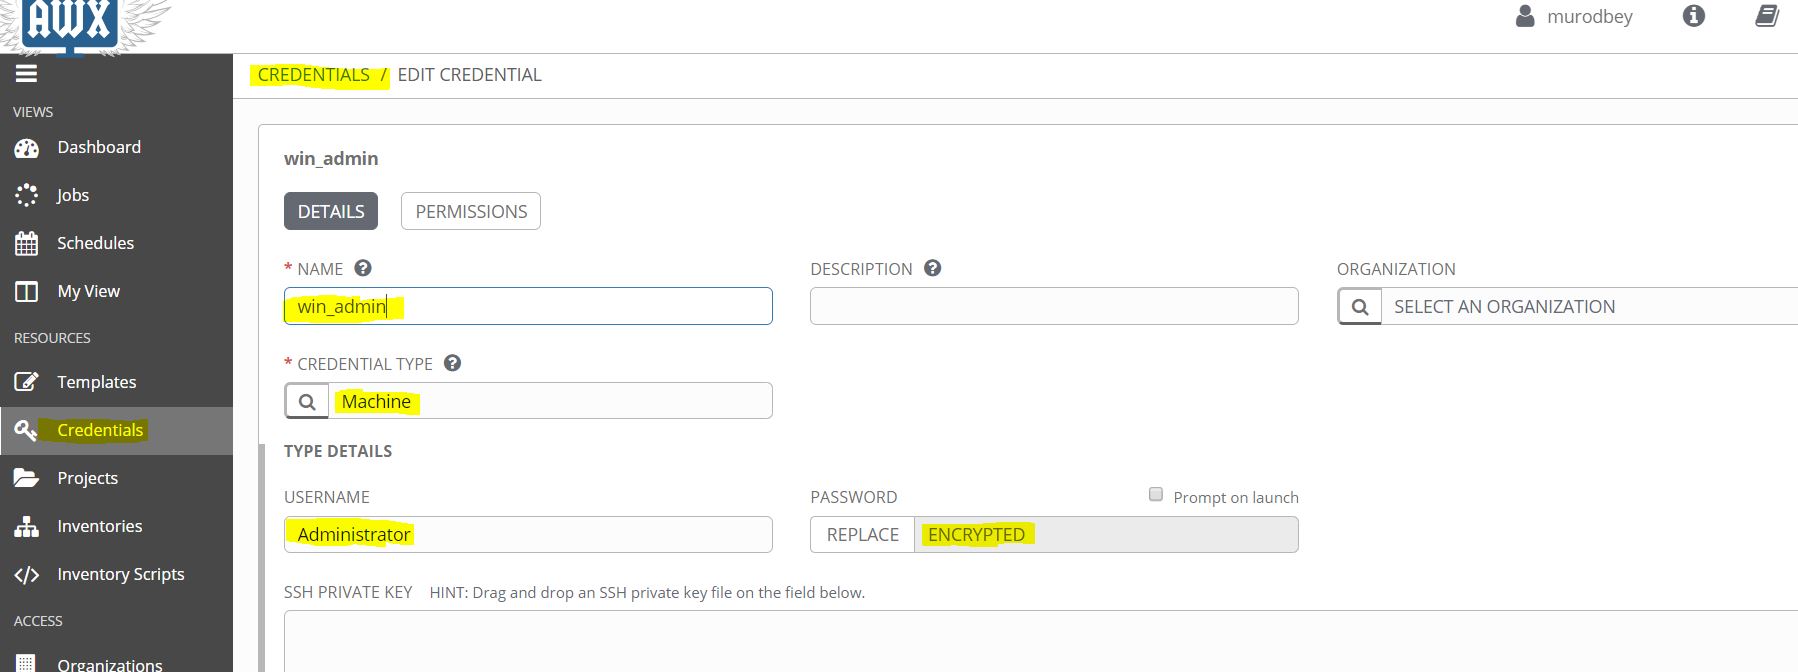 AWX
murodbey
CREDENTIALS / EDIT CREDENTIAL
VIEWS
Dashboard
Jobs
Schedules
My View
RESOURCES
Templates
Credentials
Projects
Inventories
Inventory Scripts
ACCESS
Organizations
win_admin
DETAILS
PERMISSIONS
* NAME ?
DESCRIPTION ?
ORGANIZATION
win_admin
SELECT AN ORGANIZATION
* CREDENTIAL TYPE ?
Machine
TYPE DETAILS
USERNAME
PASSWORD
Prompt on launch
Administrator
REPLACE
ENCRYPTED
SSH PRIVATE KEY HINT: Drag and drop an SSH private key file on the field below.